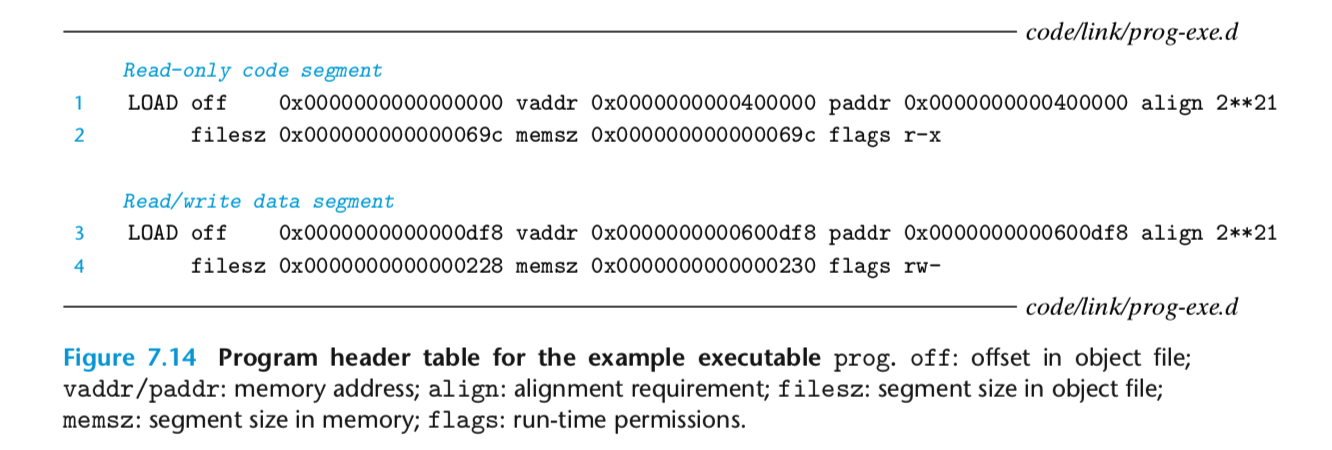 code/link/prog-exe.d
Read-only code segment
1 LOAD off 0x0000000000000000 vaddr 0x0000000000400000 paddr 0x0000000000400000 align 2**21
2 filesz 0x000000000000069c memsz 0x000000000000069c flags r-x
Read/write data segment
3 LOAD off 0x0000000000000df8 vaddr 0x0000000000600df8 paddr 0x0000000000600df8 align 2**21
4 filesz 0x0000000000000228 memsz 0x0000000000000230 flags rw-
code/link/prog-exe.d
Figure 7.14 Program header table for the example executable prog. off: offset in object file;
vaddr/paddr: memory address; align: alignment requirement; filesz: segment size in object file;
memsz: segment size in memory; flags: run-time permissions.